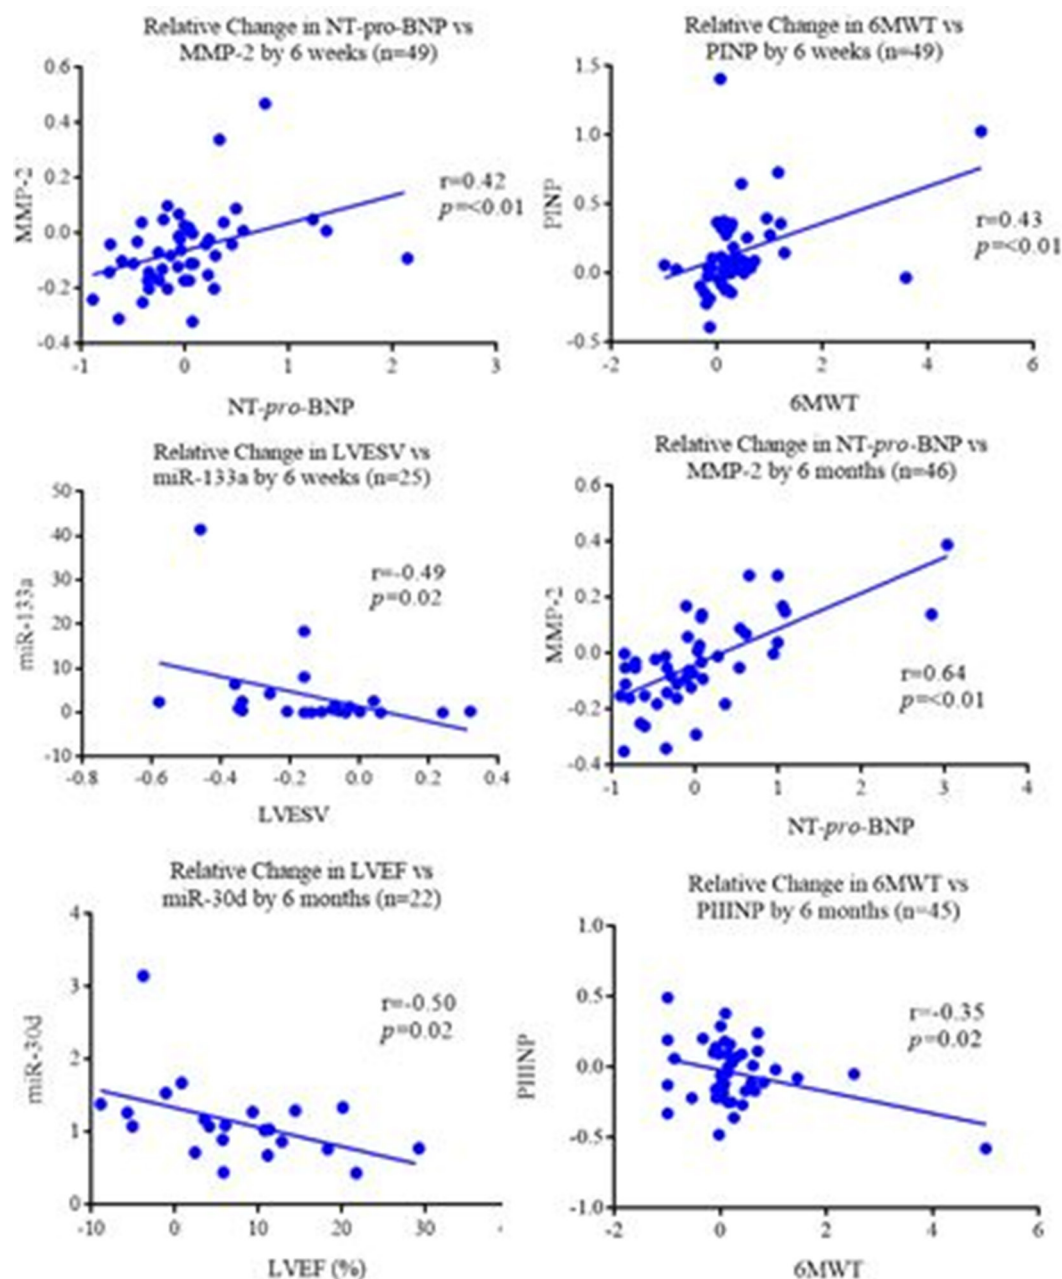 Relative Change in NT-pro-BNP vs
MMP-2 by 6 weeks (n=49)
0.6
0.4
0.2
0.0
-0.2
-0.4
MMP-2
r=0.42
p=<0.01
-1
0
1
2
3
NT-pro-BNP
Relative Change in 6MWT vs
PINP by 6 weeks (n=49)
1.5
1.0
0.5
0.0
-0.5
PINP
r=0.43
p=<0.01
-2
0
2
4
6
6MWT
Relative Change in LVESV vs
miR-133a by 6 weeks (n=25)
50
40
30
20
10
0
-10
miR-133a
r=-0.49
p=0.02
-0.8
-0.6
-0.4
-0.2
0.0
0.2
0.4
LVESV
Relative Change in NT-pro-BNP vs
MMP-2 by 6 months (n=46)
0.6
0.4
0.2
0.0
-0.2
-0.4
MMP-2
r=0.64
p=<0.01
-1
0
1
2
3
4
NT-pro-BNP
Relative Change in LVEF vs
miR-30d by 6 months (n=22)
4
3
2
1
0
miR-30d
r=-0.50
p=0.02
-10
0
10
20
30
LVEF (%)
Relative Change in 6MWT vs
PIIINP by 6 months (n=45)
1.0
0.5
0.0
-0.5
-1.0
PIIINP
r=-0.35
p=0.02
-2
0
2
4
6
6MWT